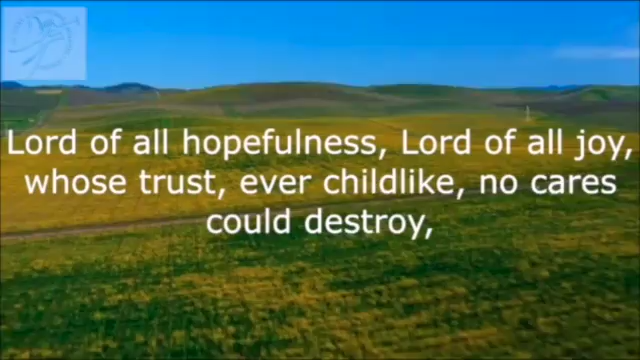 Lord of all hopefulness, Lord of all joy,
whose trust, ever childlike, no cares
could destroy,